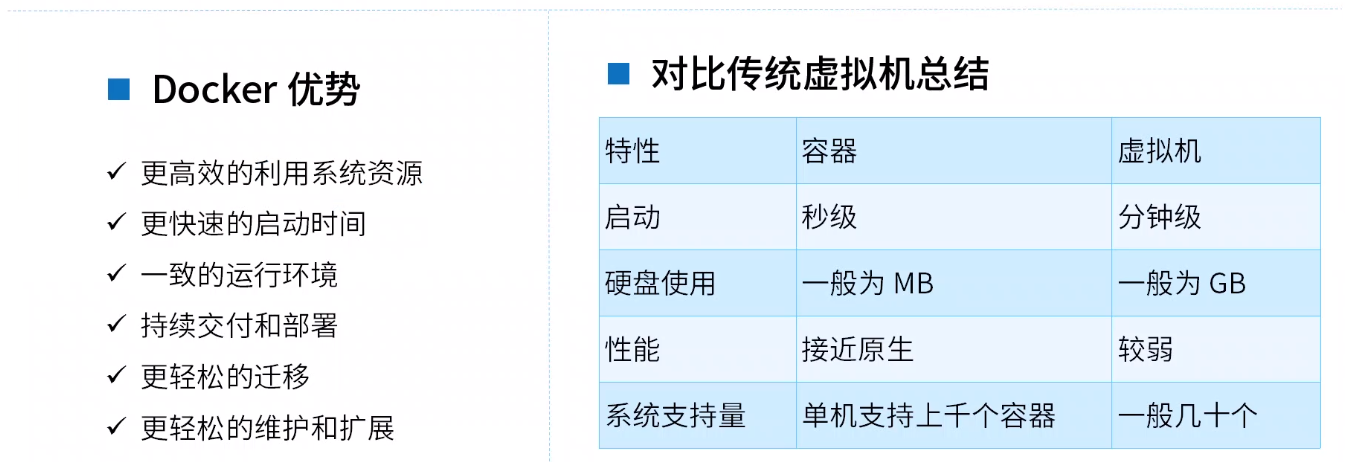 Docker 优势
更高效的利用系统资源
更快速的启动时间
一致的运行环境
持续交付和部署
更轻松的迁移
更轻松的维护和扩展
对比传统虚拟机总结
特性 容器 虚拟机
启动 秒级 分钟级
硬盘使用 一般为 MB 一般为 GB
性能 接近原生 较弱
系统支持量 单机支持上千个容器 一般几十个